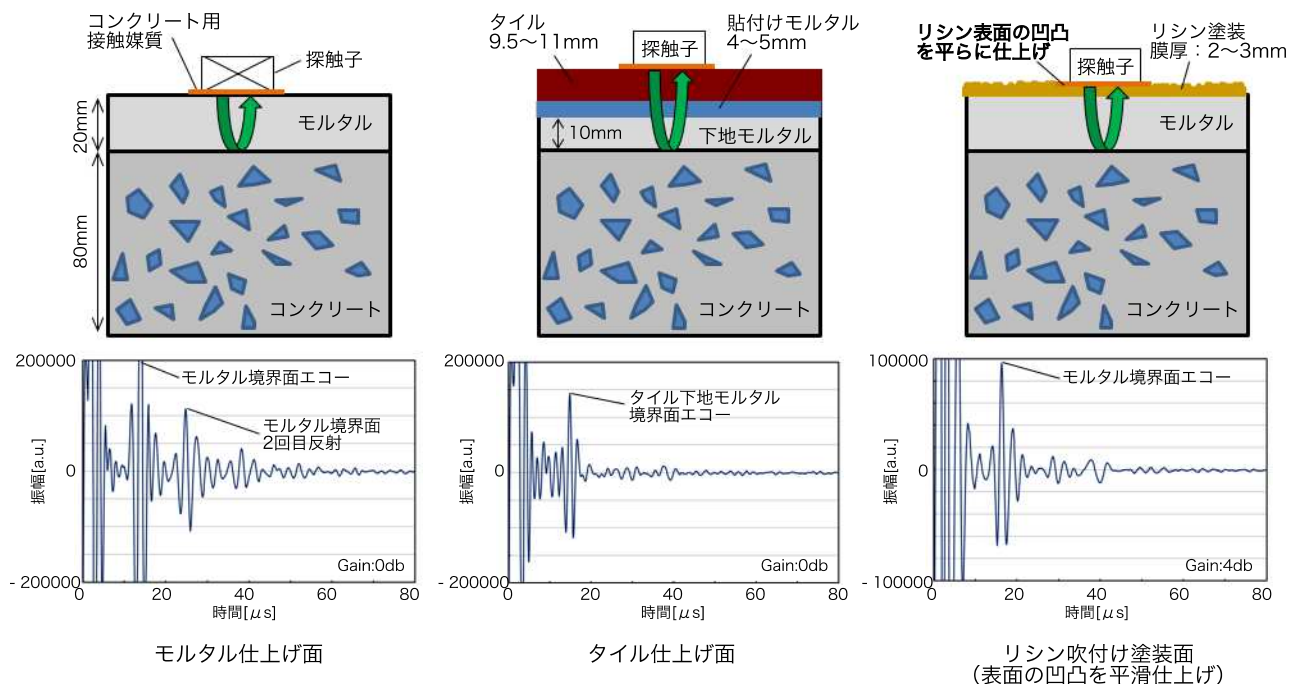 コンクリート用
接触媒質
探触子
20mm
モルタル
80mm
コンクリート
タイル
9.5〜11mm
探触子
貼付けモルタル
4〜5mm
10mm
下地モルタル
コンクリート
リシン表面の凹凸
を平らに仕上げ
探触子
リシン塗装
膜厚：2〜3mm
モルタル
コンクリート
200000
0
- 200000
振幅[a.u.]
モルタル境界面エコー
モルタル境界面
2回目反射
Gain:0db
0 20 40 60 80
時間[μs]
モルタル仕上げ面
200000
0
- 200000
振幅[a.u.]
タイル下地モルタル
境界面エコー
Gain:0db
0 20 40 60 80
時間[μs]
タイル仕上げ面
100000
0
- 100000
振幅[a.u.]
モルタル境界面エコー
Gain:4db
0 20 40 60 80
時間[μs]
リシン吹付け塗装面
（表面の凹凸を平滑仕上げ）